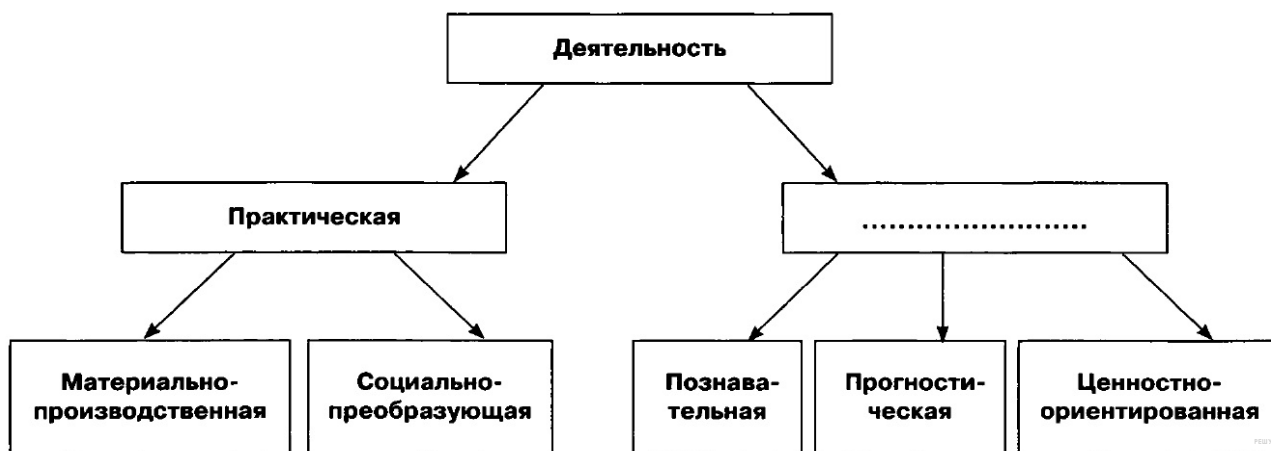 Деятельность
Практическая
........................
Материально-
производственная
Социально-
преобразующая
Познава-
тельная
Прогности-
ческая
Ценностно-
ориентированная